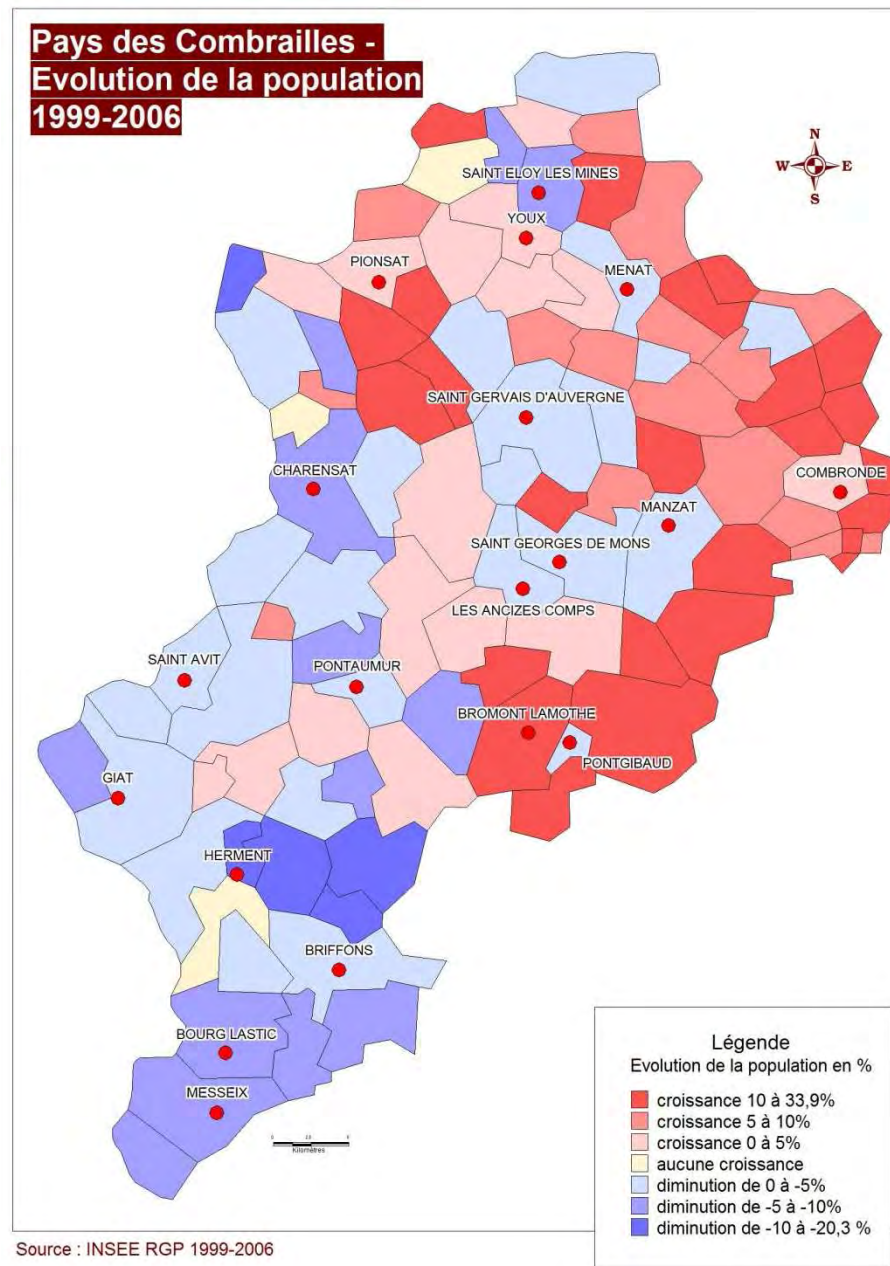 Pays des Combrailles -
Evolution de la population
1999-2006
N
W E
S
SAINT ELOY LES MINES
YOUX
PIONSAT
MENAT
SAINT GERVAIS D'AUVERGNE
CHARENSAT
COMBRONDE
MANZAT
SAINT GEORGES DE MONS
LES ANCIZES COMPS
SAINT AVIT
PONTAUMUR
BROMONT LAMOTHE
PONTGIBAUD
GIAT
HERMENT
BRIFFONS
BOURG LASTIC
MESSEIX
Kilomètres
Légende
Evolution de la population en %
croissance 10 à 33,9%
croissance 5 à 10%
croissance 0 à 5%
aucune croissance
diminution de 0 à -5%
diminution de -5 à -10%
diminution de -10 à -20,3 %
Source : INSEE RGP 1999-2006